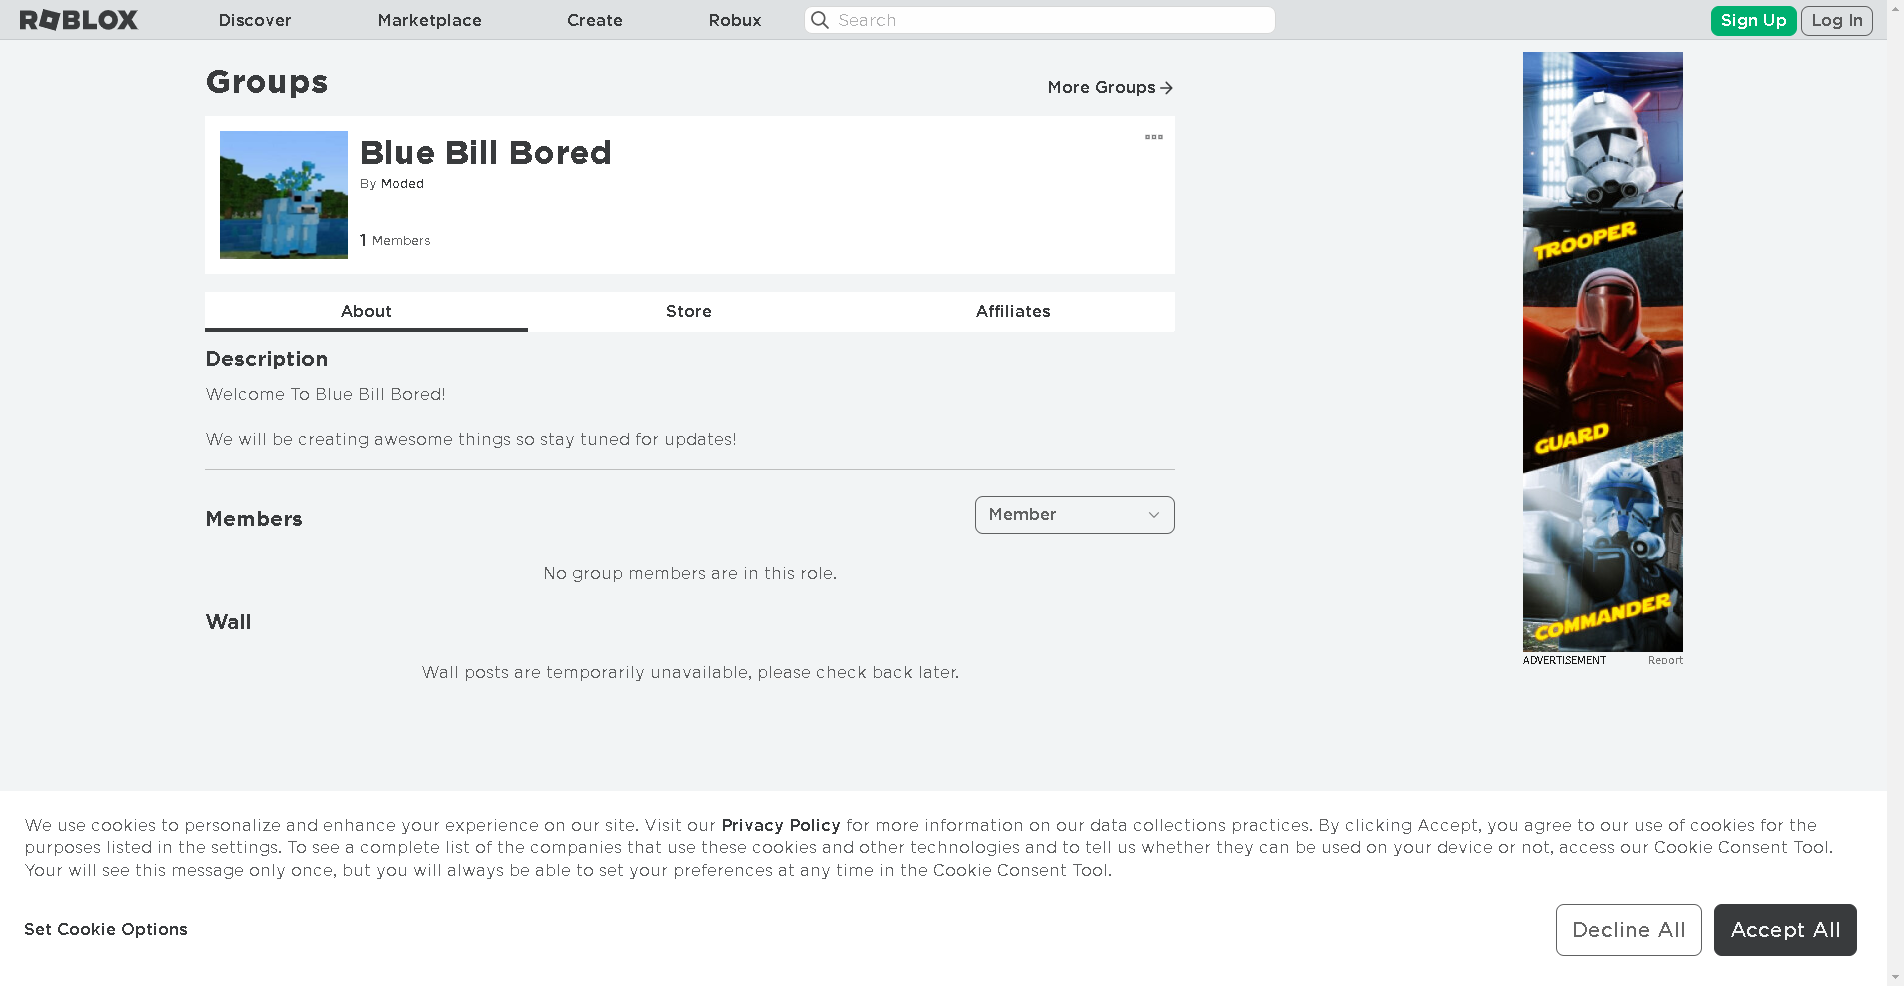 ROBLOX Discover Marketplace Create Robux Search Sign Up Log In
Groups
More Groups
Blue Bill Bored
By Moded
1 Members
About Store Affiliates
Description
Welcome To Blue Bill Bored!
We will be creating awesome things so stay tuned for updates!
Members
Member
No group members are in this role.
Wall
Wall posts are temporarily unavailable, please check back later.
TROOPER
GUARD
COMMANDER
ADVERTISEMENT Report
We use cookies to personalize and enhance your experience on our site. Visit our Privacy Policy for more information on our data collections practices. By clicking Accept, you agree to our use of cookies for the
purposes listed in the settings. To see a complete list of the companies that use these cookies and other technologies and to tell us whether they can be used on your device or not, access our Cookie Consent Tool.
Your will see this message only once, but you will always be able to set your preferences at any time in the Cookie Consent Tool.
Set Cookie Options
Decline All
Accept All